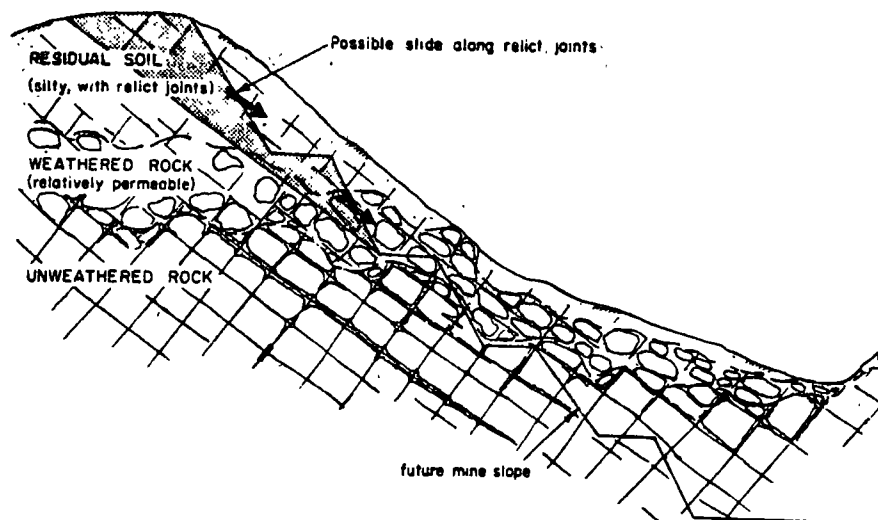 Possible slide along relict joints
RESIDUAL SOIL
(silty, with relict joints)
WEATHERED ROCK
(relatively permeable)
UNWEATHERED ROCK
future mine slope